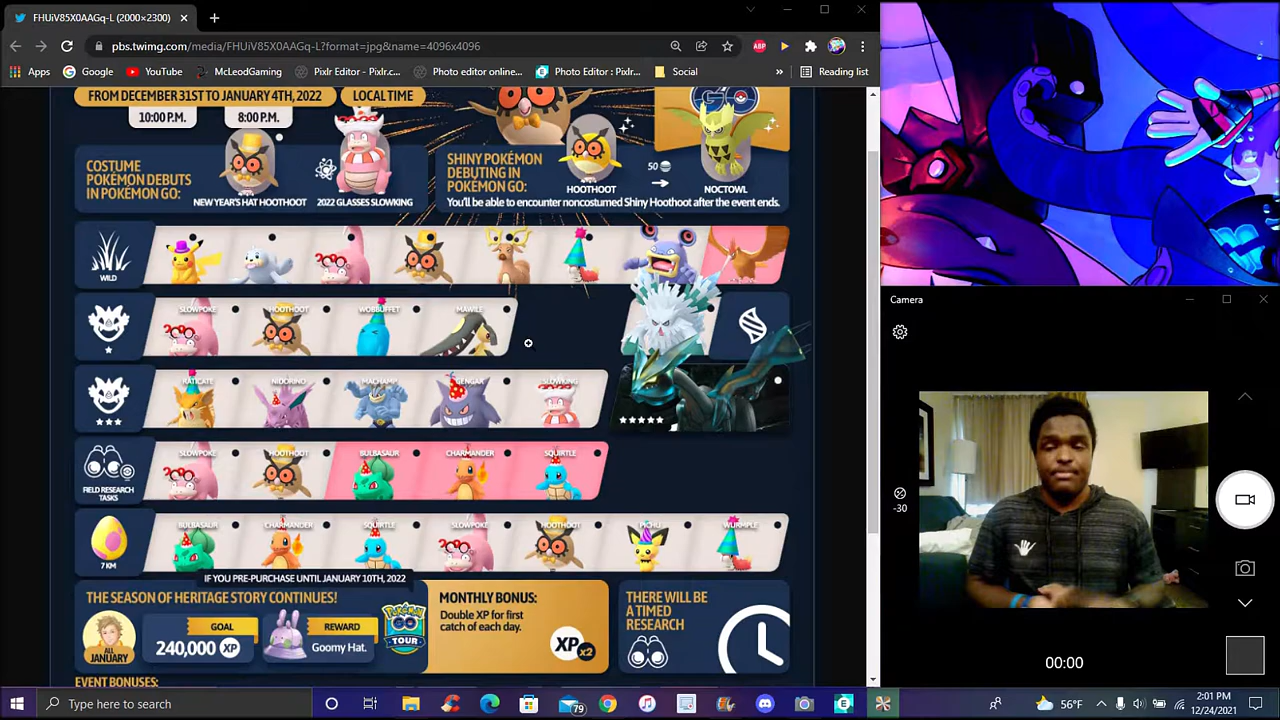 FHUiV85X0AAGq-L (2000×2300)
pbs.twimg.com/media/FHUiV85X0AAGq-L?format=jpg&name=4096x4096
ABP
Apps
Google
YouTube
McLeodGaming
Pixlr Editor - Pixlr.c...
Photo editor online...
Photo Editor : Pixlr...
Social
»
Reading list
FROM DECEMBER 31ST TO JANUARY 4TH, 2022
LOCAL TIME
10:00 P.M.
8:00 P.M.
GO
COSTUME
POKÉMON DEBUTS
IN POKÉMON GO:
NEW YEAR'S HAT HOOTHOOT
2022 GLASSES SLOWKING
SHINY POKÉMON
DEBUTING IN
POKÉMON GO:
HOOTHOOT
50
NOCTOWL
You'll be able to encounter noncostumed Shiny Hoothoot after the event ends.
WILD
SLOWPOKE
HOOTHOOT
WOBBUFFET
MAWILE
RATICATE
NIDORINO
MACHAMP
GENGAR
SLOWKING
FIELD RESEARCH
TASKS
SLOWPOKE
HOOTHOOT
BULBASAUR
CHARMANDER
SQUIRTLE
7 KM
BULBASAUR
CHARMANDER
SQUIRTLE
SLOWPOKE
HOOTHOOT
PICHU
WURMPLE
IF YOU PRE-PURCHASE UNTIL JANUARY 10TH, 2022
THE SEASON OF HERITAGE STORY CONTINUES!
ALL
JANUARY
GOAL
240,000 XP
REWARD
Goomy Hat.
POKÉMON
GO
TOUR
MONTHLY BONUS:
Double XP for first
catch of each day.
XP x2
THERE WILL BE
A TIMED
RESEARCH
EVENT BONUSES:
Camera
-30
00:00
Type here to search
79
56°F
2:01 PM
12/24/2021